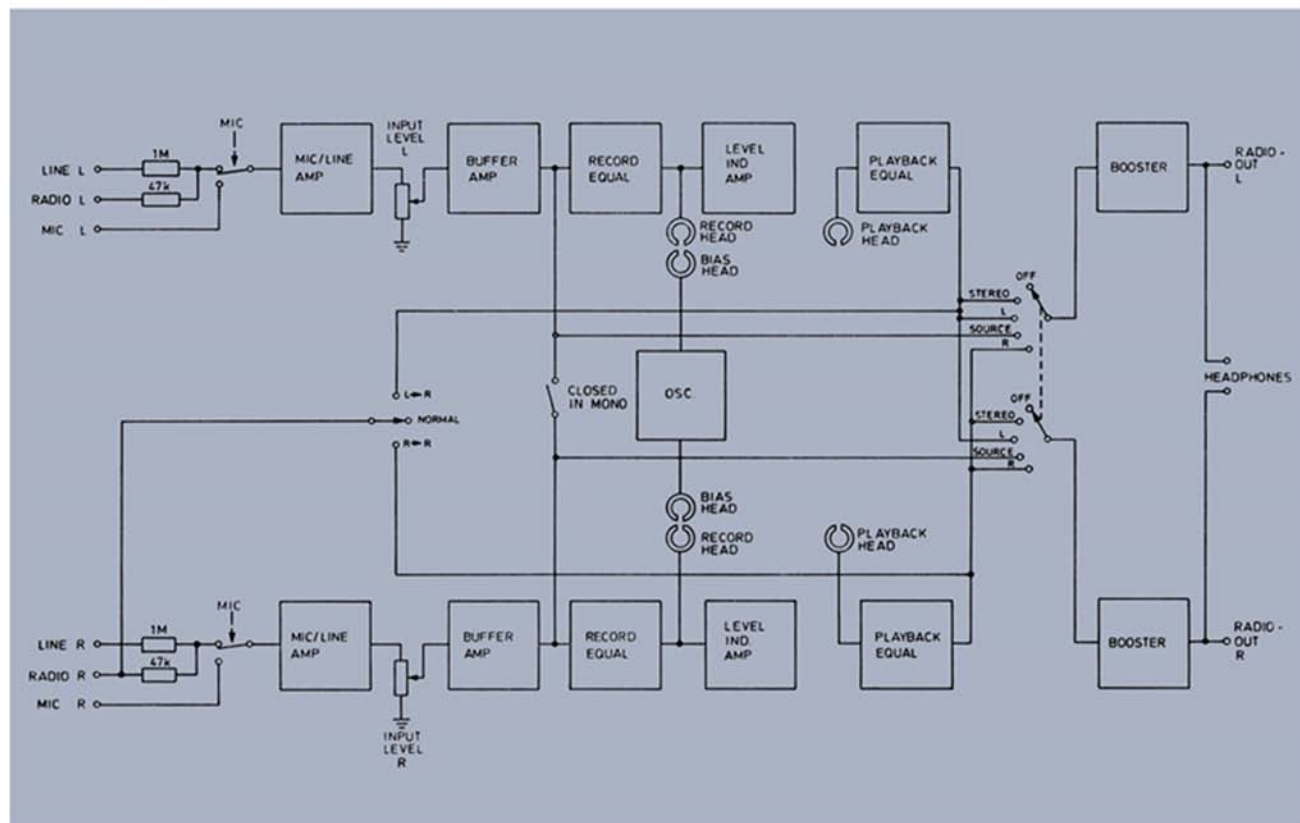 MIC
INPUT
LEVEL
L
1M
LINE L
47k
RADIO L
MIC L
MIC/LINE
AMP
BUFFER
AMP
RECORD
EQUAL
LEVEL
IND
AMP
PLAYBACK
EQUAL
BOOSTER
RADIO -
OUT
L
RECORD
HEAD
BIAS
HEAD
PLAYBACK
HEAD
OFF
STEREO
L
SOURCE
R
L↔R
NORMAL
R↔R
CLOSED
IN MONO
OSC.
HEADPHONES
OFF
STEREO
L
SOURCE
R
BIAS
HEAD
RECORD
HEAD
PLAYBACK
HEAD
MIC
1M
LINE R
47k
RADIO R
MIC R
MIC/LINE
AMP
BUFFER
AMP
RECORD
EQUAL
LEVEL
IND
AMP
PLAYBACK
EQUAL
BOOSTER
RADIO -
OUT
R
INPUT
LEVEL
R